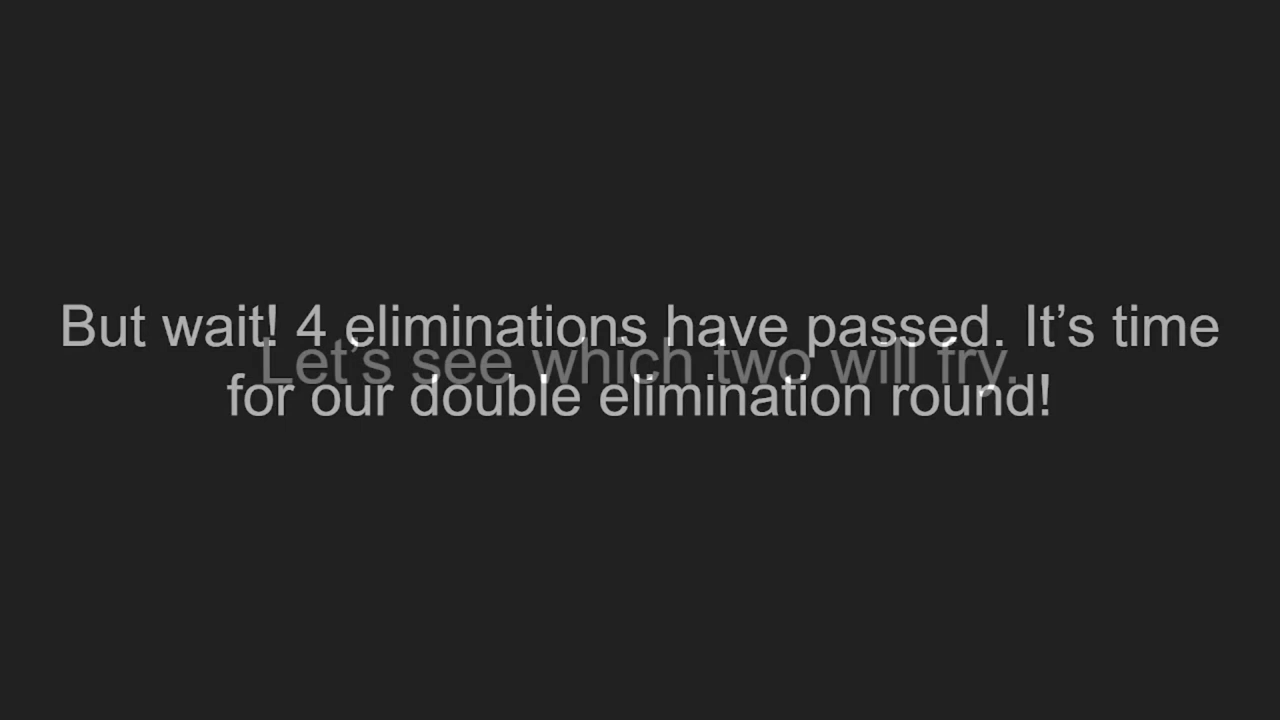 But wait! 4 eliminations have passed. It’s time
Let’s see which two will fry.
for our double elimination round!